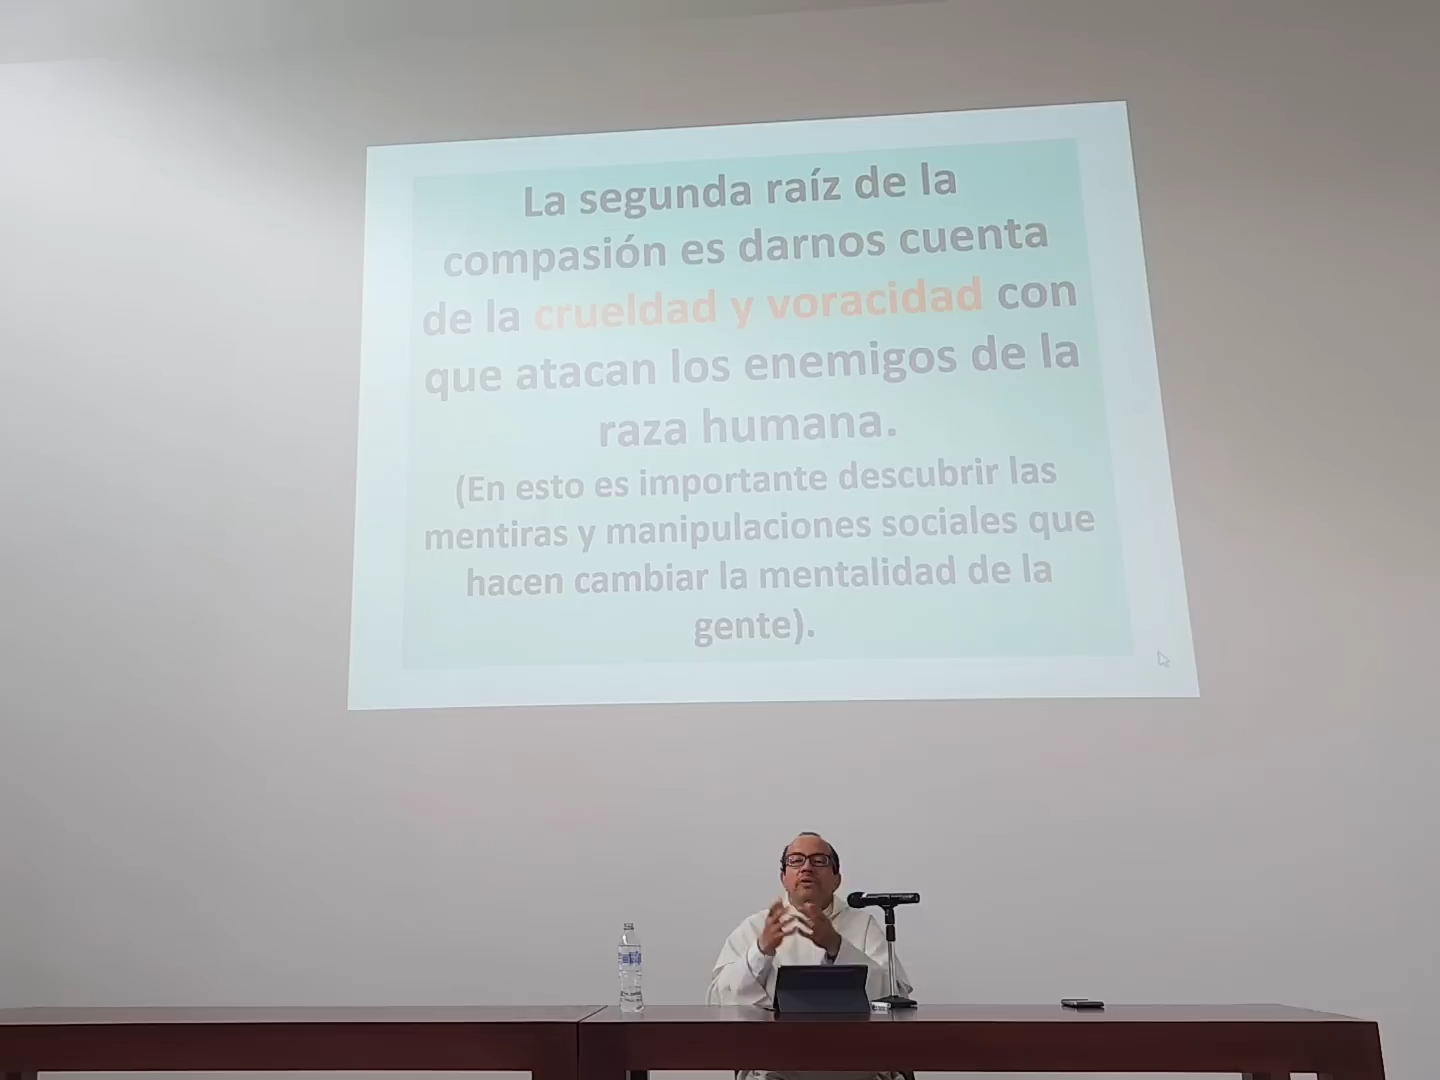 La segunda raíz de la
compasión es darnos cuenta
de la crueldad y voracidad con
que atacan los enemigos de la
raza humana.
(En esto es importante descubrir las
mentiras y manipulaciones sociales que
hacen cambiar la mentalidad de la
gente).